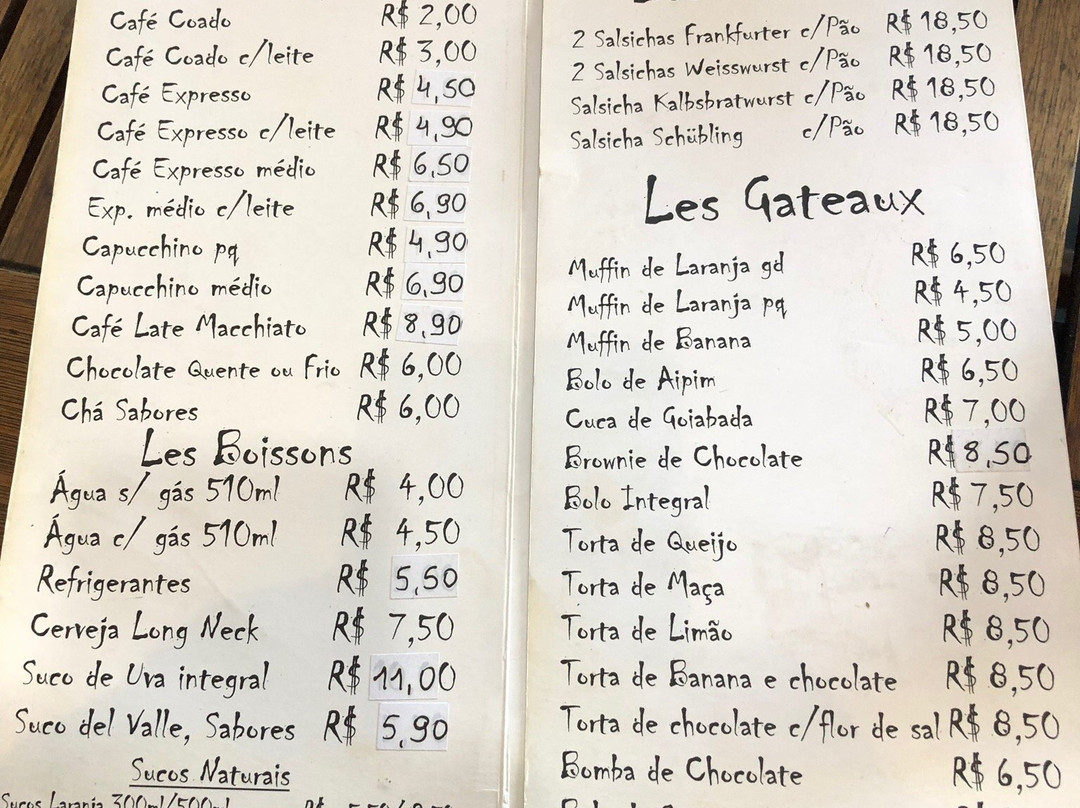 Café Coado R$ 2,00
Café Coado c/leite R$ 3,00
Café Expresso R$ 4,50
Café Expresso c/leite R$ 4,90
Café Expresso médio R$ 6,50
Exp. médio c/leite R$ 6,90
Capucchino pq R$ 4,90
Capucchino médio R$ 6,90
Café Late Macchiato R$ 8,90
Chocolate Quente ou Frio R$ 6,00
Chá Sabores R$ 6,00
Les Boissons
Água s/ gás 510ml R$ 4,00
Água c/ gás 510ml R$ 4,50
Refrigerantes R$ 5,50
Cerveja Long Neck R$ 7,50
Suco de Uva integral R$ 11,00
Suco del Valle, Sabores R$ 5,90
Sucos Naturais
Sucos Laranja 300ml/500ml
2 Salsichas Frankfurter c/Pão R$ 18,50
2 Salsichas Weisswurst c/Pão R$ 18,50
Salsicha Kalbsbratwurst c/Pão R$ 18,50
Salsicha Schübling c/Pão R$ 18,50
Les Gateaux
Muffin de Laranja gd R$ 6,50
Muffin de Laranja pq R$ 4,50
Muffin de Banana R$ 5,00
Bolo de Aipim R$ 6,50
Cuca de Goiabada R$ 7,00
Brownie de Chocolate R$ 8,50
Bolo Integral R$ 7,50
Torta de Queijo R$ 8,50
Torta de Maça R$ 8,50
Torta de Limão R$ 8,50
Torta de Banana e chocolate R$ 8,50
Torta de chocolate c/flor de sal R$ 8,50
Bomba de Chocolate R$ 6,50